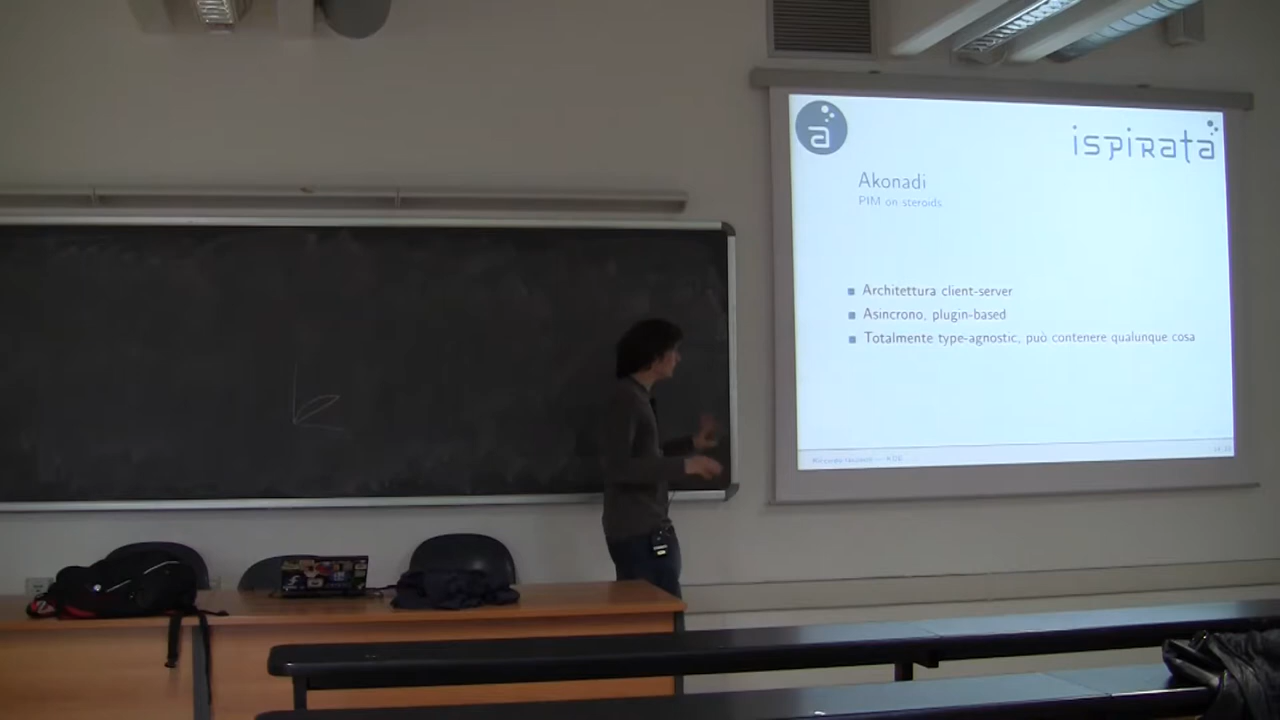 a
ispirata
Akonadi
PIM on steroids
Architettura client-server
Asincrono, plugin-based
Totalmente type-agnostic, può contenere qualunque cosa